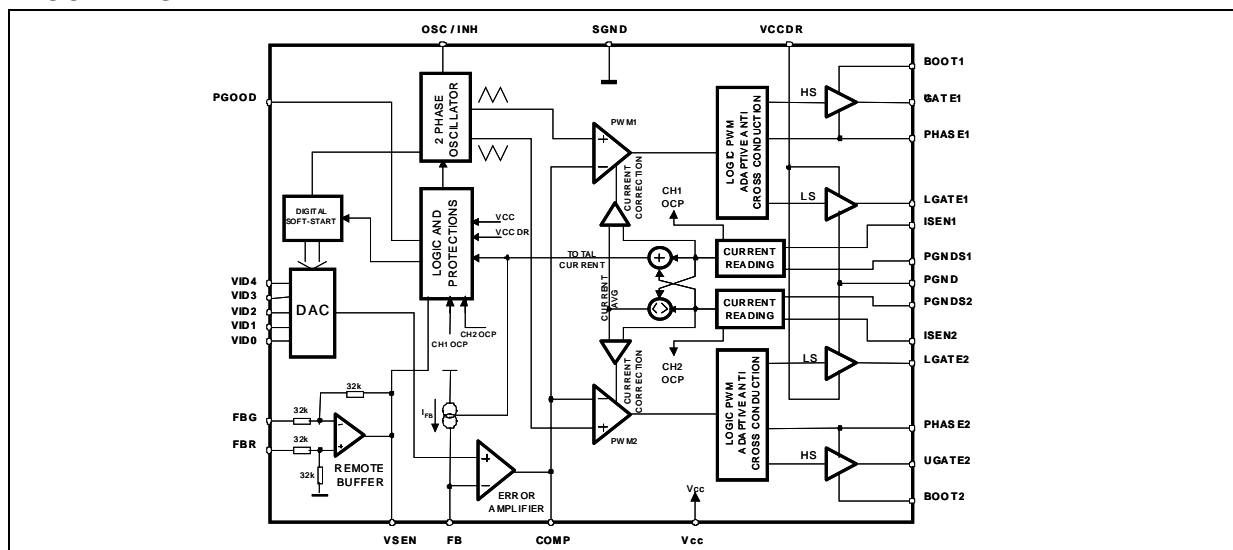 OSC / INH
SGND
VCCDR
PGOOD
2 PHASE
OSCILLATOR
DIGITAL
SOFT-START
LOGIC AND
PROTECTIONS
VCC
VCCDR
TOTAL
CURRENT
CH1 OCP
CH2 OCP
VID4
VID3
VID2
VID1
VID0
DAC
32k
32k
32k
32k
FBG
FBR
REMOTE
BUFFER
IFB
ERROR
AMPLIFIER
PWM1
CURRENT
CORRECTION
CH1
OCP
CURRENT
AVG
CURRENT
READING
CURRENT
READING
CH2
OCP
CURRENT
CORRECTION
PWM2
LOGIC PWM
ADAPTIVE ANTI
CROSS CONDUCTION
LOGIC PWM
ADAPTIVE ANTI
CROSS CONDUCTION
HS
LS
LS
HS
BOOT1
GATE1
PHASE1
LGATE1
ISEN1
PGNDS1
PGND
PGNDS2
ISEN2
LGATE2
PHASE2
UGATE2
BOOT2
Vcc
VSEN
FB
COMP
Vcc